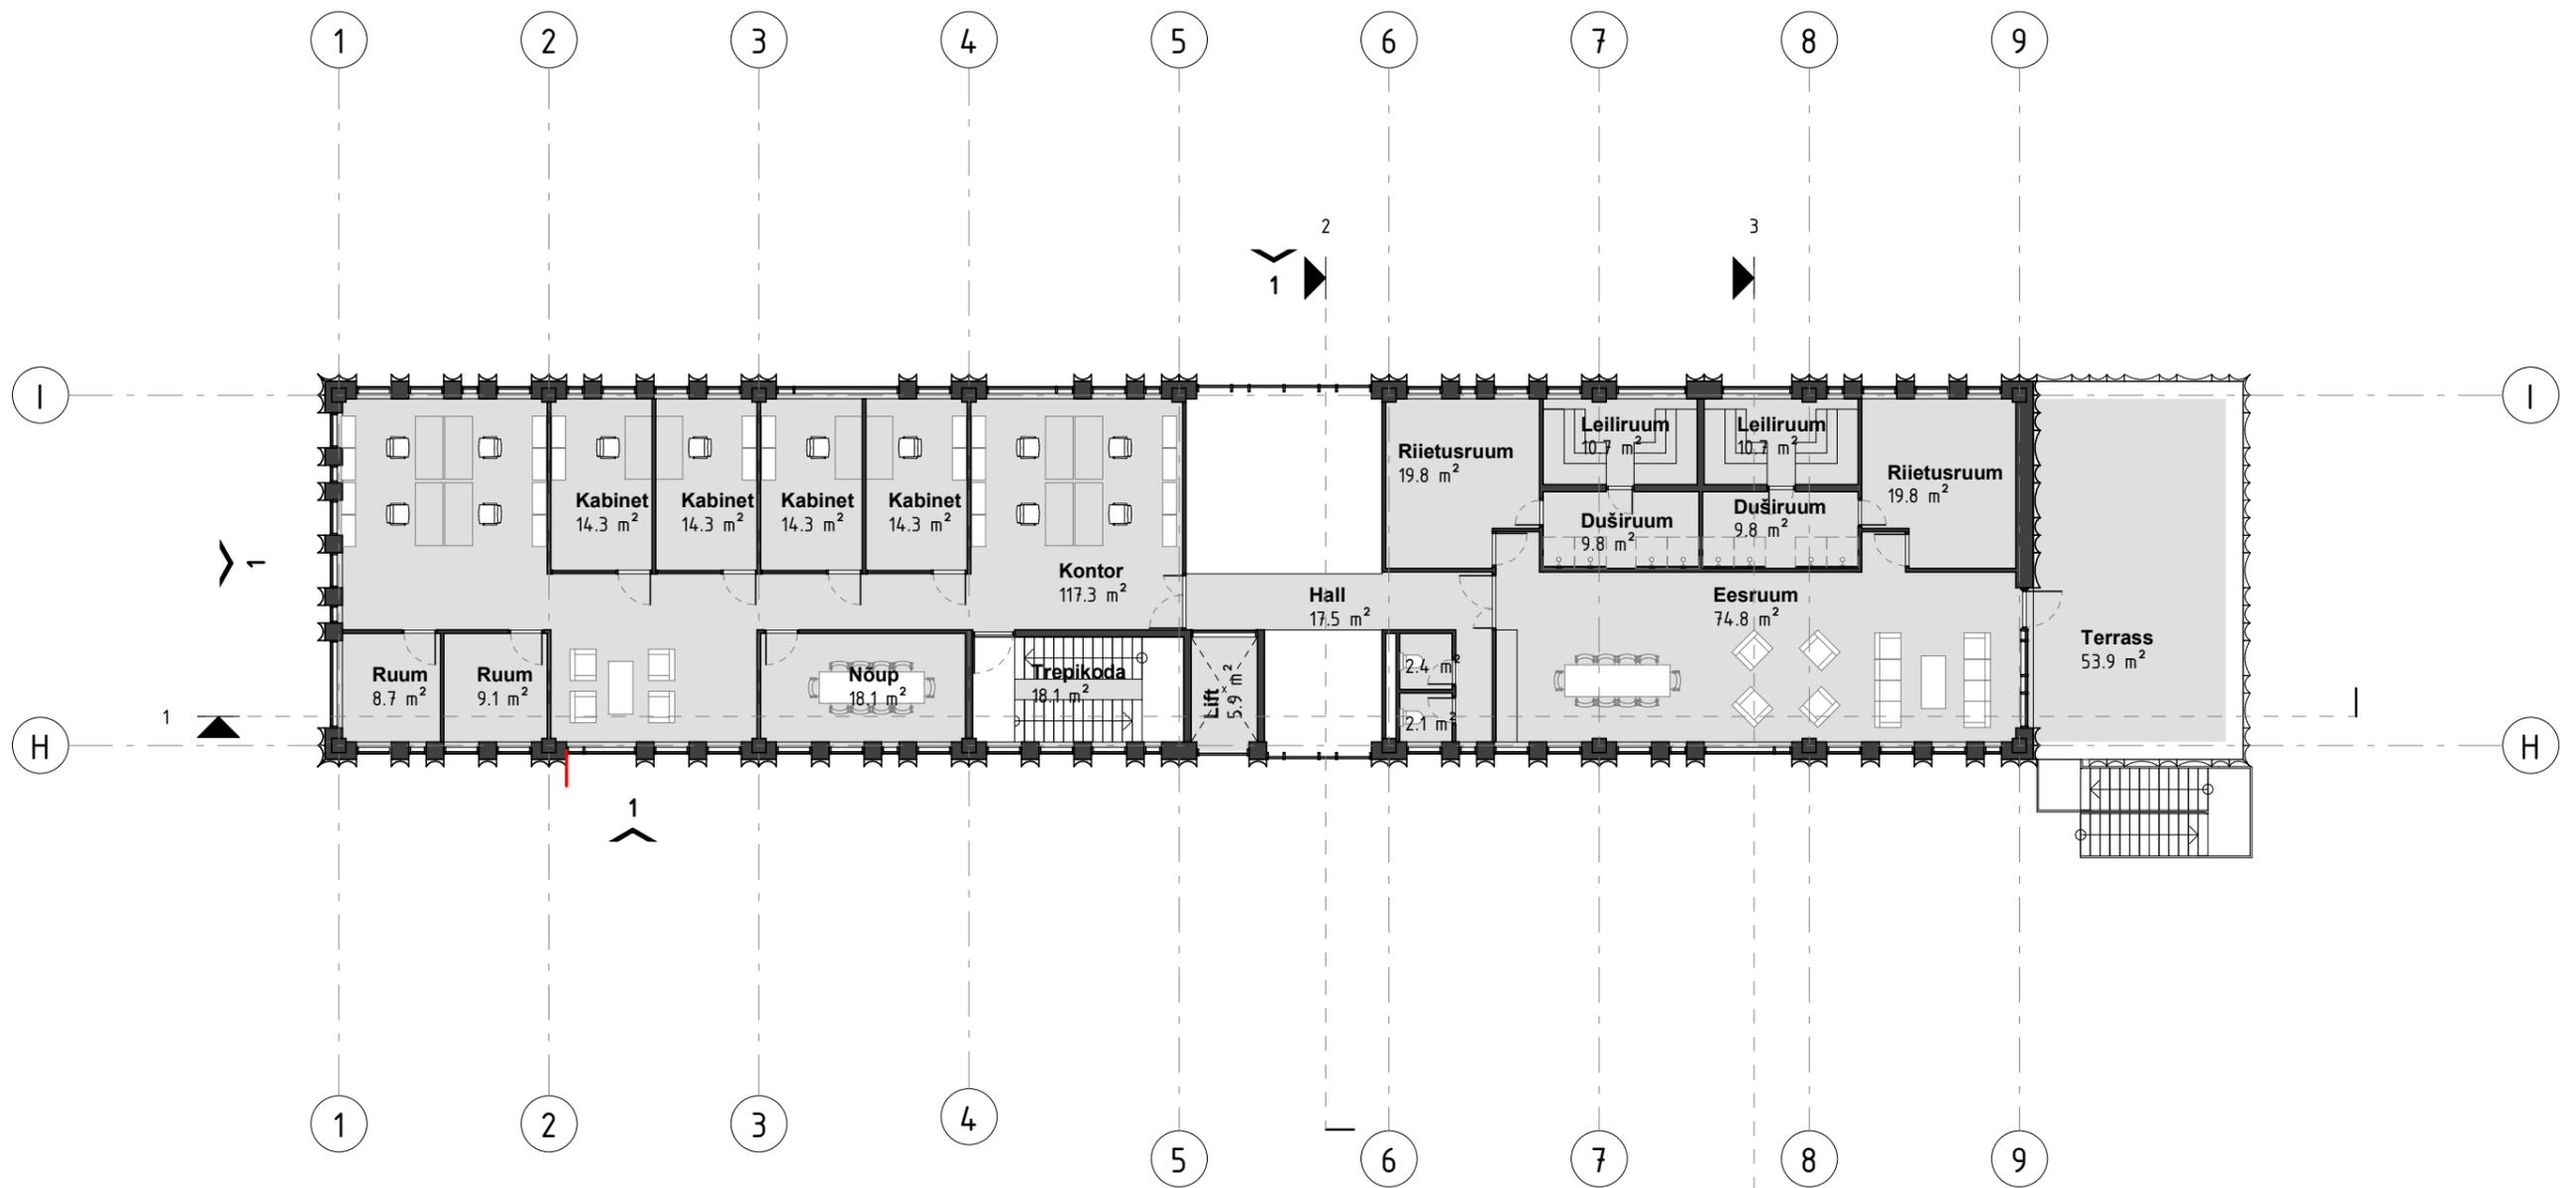 1 2 3 4 5 6 7 8 9
2
3
1
I
I
Leiliruum
10.7 m²
Leiliruum
10.7 m²
Riietusruum
19.8 m²
Riietusruum
19.8 m²
Kabinet
14.3 m²
Kabinet
14.3 m²
Kabinet
14.3 m²
Kabinet
14.3 m²
Duširuum
9.8 m²
Duširuum
9.8 m²
1
Kontor
117.3 m²
Hall
17.5 m²
Eesruum
74.8 m²
Terrass
53.9 m²
Ruum
8.7 m²
Ruum
9.1 m²
Nõup
18.1 m²
Trepikoda
18.1 m²
Lift
5.9 m²
2.4 m²
2.1 m²
1
H
H
1
1 2 3 4 5 6 7 8 9